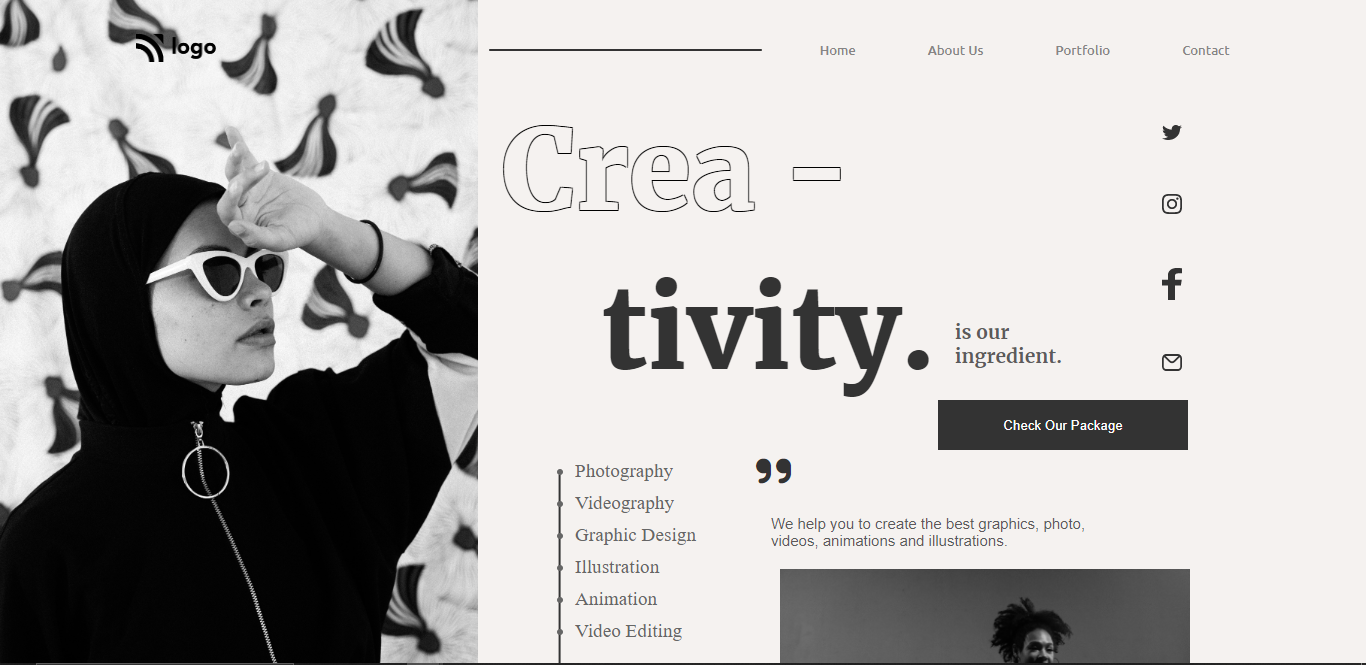 logo
Home
About Us
Portfolio
Contact
Crea –
tivity.
is our
ingredient.
Check Our Package
Photography
Videography
Graphic Design
Illustration
Animation
Video Editing
”
We help you to create the best graphics, photo,
videos, animations and illustrations.